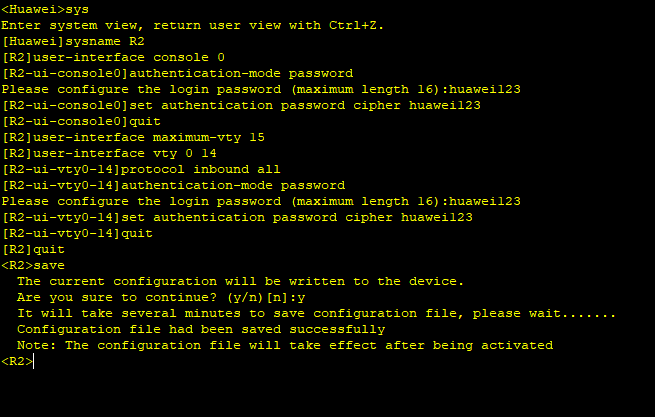 <Huawei>sys
Enter system view, return user view with Ctrl+Z.
[Huawei]sysname R2
[R2]user-interface console 0
[R2-ui-console0]authentication-mode password
Please configure the login password (maximum length 16):huawei123
[R2-ui-console0]set authentication password cipher huawei123
[R2-ui-console0]quit
[R2]user-interface maximum-vty 15
[R2]user-interface vty 0 14
[R2-ui-vty0-14]protocol inbound all
[R2-ui-vty0-14]authentication-mode password
Please configure the login password (maximum length 16):huawei123
[R2-ui-vty0-14]set authentication password cipher huawei123
[R2-ui-vty0-14]quit
[R2]quit
<R2>save
  The current configuration will be written to the device.
  Are you sure to continue? (y/n)[n]:y
  It will take several minutes to save configuration file, please wait.......
  Configuration file had been saved successfully
  Note: The configuration file will take effect after being activated
<R2>